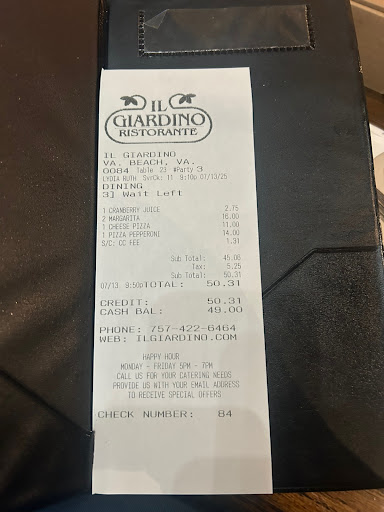 IL
GIARDINO
RISTORANTE
IL GIARDINO
VA. BEACH, VA.
0084 Table 23 #Party 3
LYDIA RUTH SvrCk: 11 9:10p 07/13/25
DINING
3] Wait Left
1 CRANBERRY JUICE 2.75
2 MARGARITA 16.00
1 CHEESE PIZZA 11.00
1 PIZZA PEPPERONI 14.00
S/C: CC FEE 1.31
Sub Total: 45.06
Tax: 5.25
Sub Total: 50.31
07/13 8:50p TOTAL: 50.31
CREDIT: 50.31
CASH BAL: 49.00
PHONE: 757-422-6464
WEB: ILGIARDINO.COM
HAPPY HOUR
MONDAY - FRIDAY 5PM - 7PM
CALL US FOR YOUR CATERING NEEDS
PROVIDE US WITH YOUR EMAIL ADDRESS
TO RECEIVE SPECIAL OFFERS
CHECK NUMBER: 84